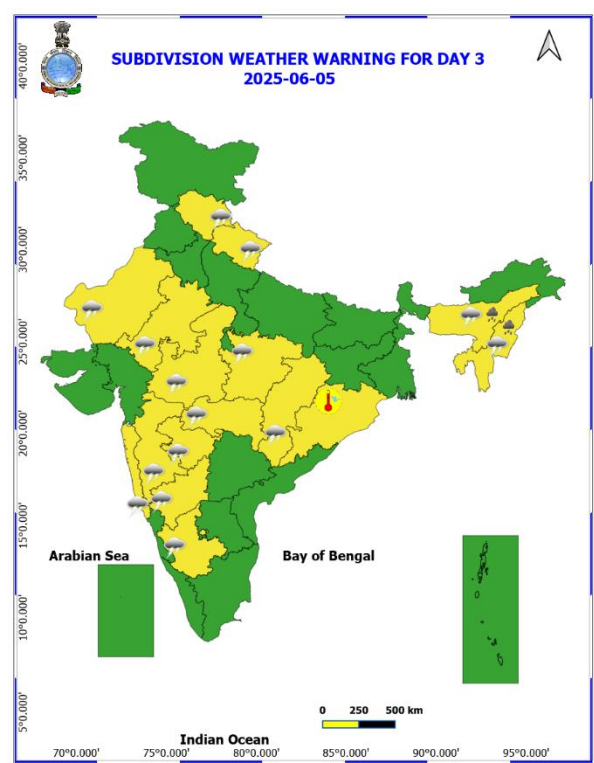 SUBDIVISION WEATHER WARNING FOR DAY 3
2025-06-05
40°0.000'
35°0.000'
30°0.000'
25°0.000'
20°0.000'
15°0.000'
10°0.000'
5°0.000'
Arabian Sea
Bay of Bengal
0 250 500 km
Indian Ocean
70°0.000' 75°0.000' 80°0.000' 85°0.000' 90°0.000' 95°0.000'